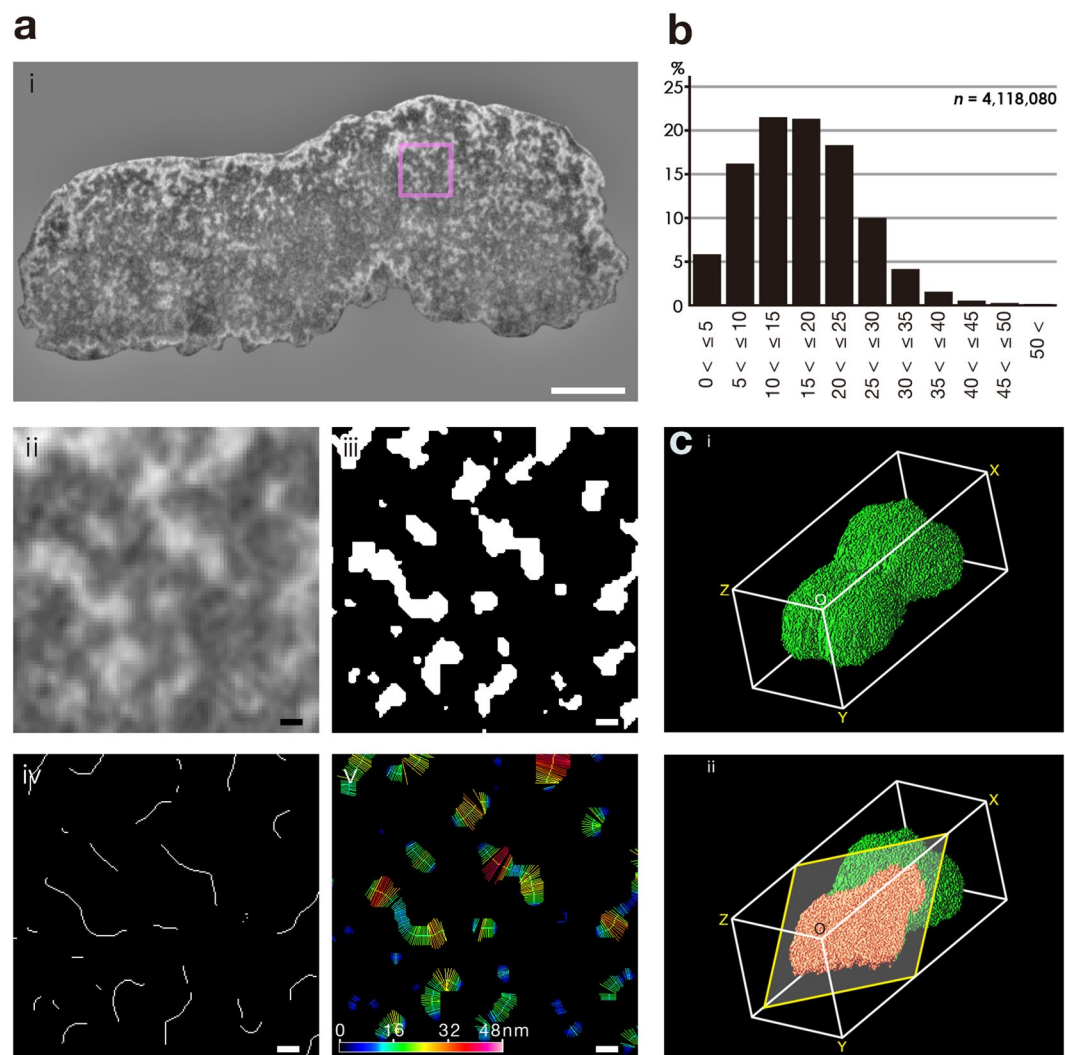 a
i
b
%
n = 4,118,080
25
20
15
10
5
0
0 < ≤ 5
5 < ≤ 10
10 < ≤ 15
15 < ≤ 20
20 < ≤ 25
25 < ≤ 30
30 < ≤ 35
35 < ≤ 40
40 < ≤ 45
45 < ≤ 50
50 <
ii
iii
c
i
X
Z
O
Y
iv
v
0 16 32 48nm
ii
X
Z
O
Y